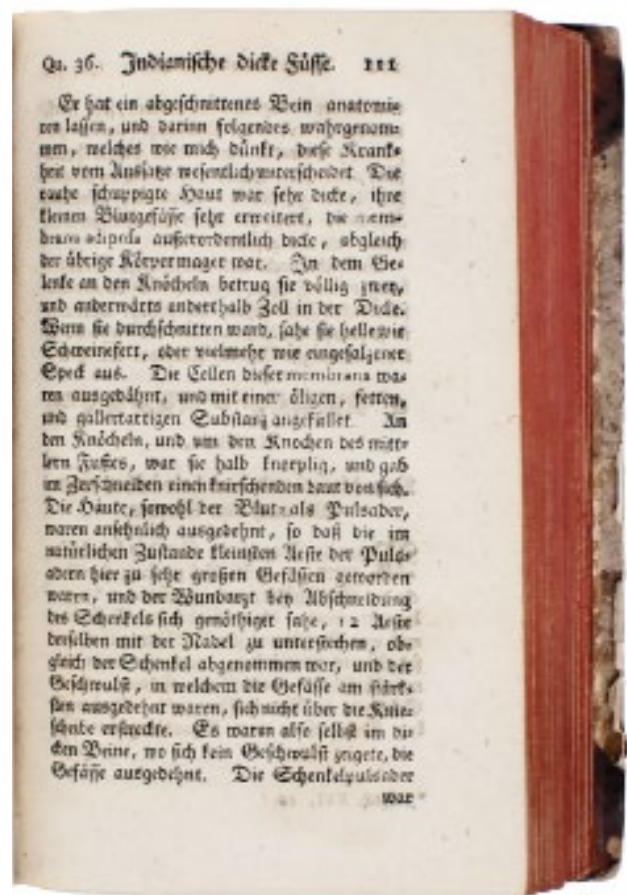 Qu. 36. Indianische dicke Füsse. 111
Er hat ein abgeschnittenes Bein anatomi-
ren lassen, und darinn folgendes wahrgenom-
men, welches wie mich dünkt, diese Krank-
heit vom Aussatze wesentlich unterscheidet Die
rauhe schuppigte Haut war sehr dicke, ihre
kleinen Blutgefässe sehr erweitert, die mem-
brana adiposa außerordentlich dicke, obgleich
der übrige Körper mager war. In dem Ge-
lenke an den Knöcheln betrug sie völlig zwey,
und anderwärts anderthalb Zoll in der Dicke.
Wenn sie durchschnitten ward, sahe sie helle wie
Schweinefett, oder vielmehr wie eingesalzener
Speck aus. Die Cellen dieser membrana wa-
ren ausgedähnt, und mit einer öligen, fetten,
und gallertartigen Substanz angefüllet. An
den Knöcheln, und um den Knochen des mitt-
lern Fusses, war sie halb knorplig, und gab
im Zerschneiden einen knirschenden Laut von sich.
Die Häute, sowohl der Blut-als Pulsader,
waren ansehnlich ausgedehnt, so daß die im
natürlichen Zustande kleinsten Aeste der Puls-
adern hier zu sehr großen Gefässen geworden
waren, und der Wundarzt bey Abschneidung
des Schenkels sich genöthiget sahe, 12 Aeste
derselben mit der Nadel zu unterstechen, ob-
gleich der Schenkel abgenommen war, und der
Geschwulst, in welchem die Gefässe am stärk-
sten ausgedehnt waren, sich nicht über die Knie-
scheibe erstreckte. Es waren also selbst im di-
cken Beine, wo sich kein Geschwulst zeigete, die
Gefässe ausgedehnt. Die Schenkelpulsader
war